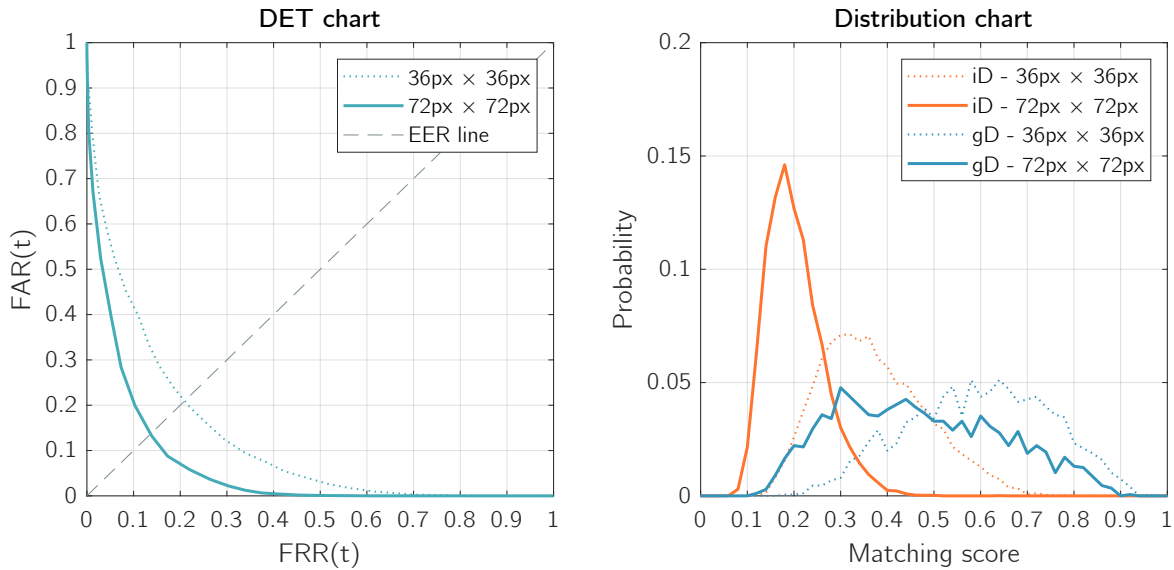 DET chart
1
0.9
0.8
0.7
0.6
0.5
0.4
0.3
0.2
0.1
0
FAR(t)
36px × 36px
72px × 72px
EER line
0 0.1 0.2 0.3 0.4 0.5 0.6 0.7 0.8 0.9 1
FRR(t)
Distribution chart
0.2
0.15
0.1
0.05
0
Probability
iD - 36px × 36px
iD - 72px × 72px
gD - 36px × 36px
gD - 72px × 72px
0 0.1 0.2 0.3 0.4 0.5 0.6 0.7 0.8 0.9 1
Matching score